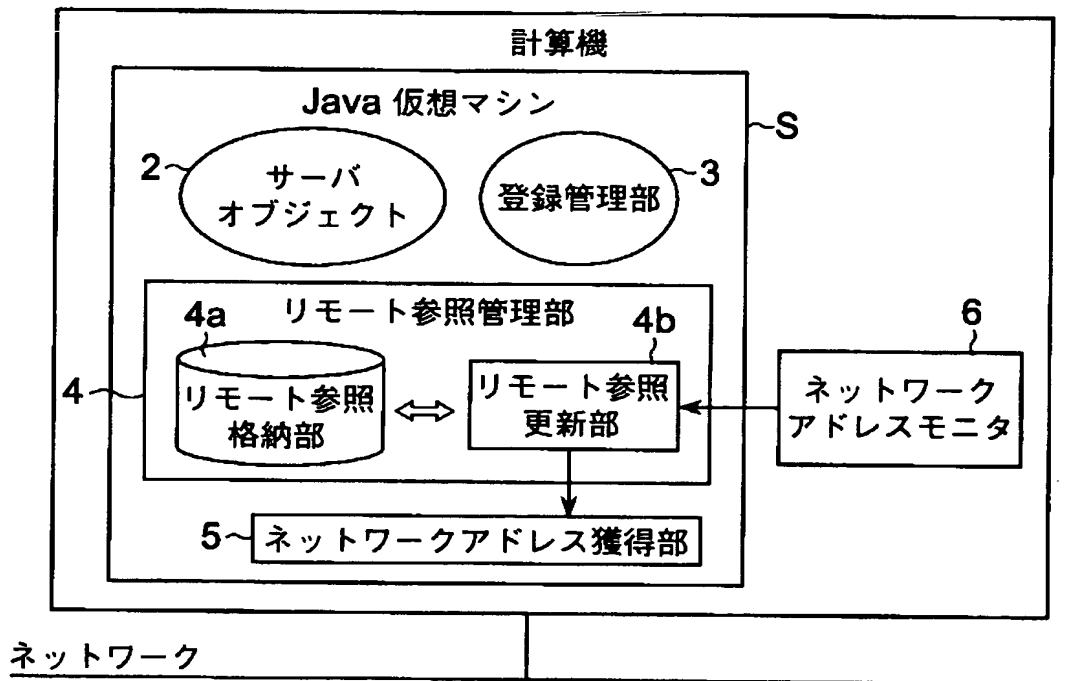 計算機
Java 仮想マシン
S
2
サーバ
オブジェクト
登録管理部
3
リモート参照管理部
4
4a
リモート参照
格納部
4b
リモート参照
更新部
6
ネットワーク
アドレスモニタ
5
ネットワークアドレス獲得部
ネットワーク